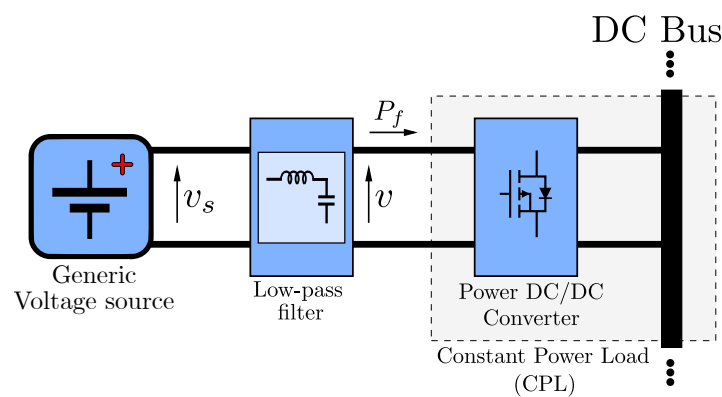 DC Bus
P_f
v_s
v
Generic
Voltage source
Low-pass
filter
Power DC/DC
Converter
Constant Power Load
(CPL)